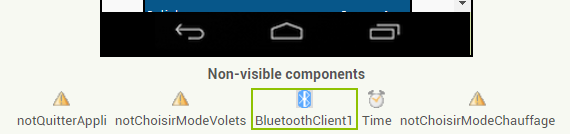 Non-visible components
notQuitterAppli notChoisirModeVolets BluetoothClient1 Time notChoisirModeChauffage